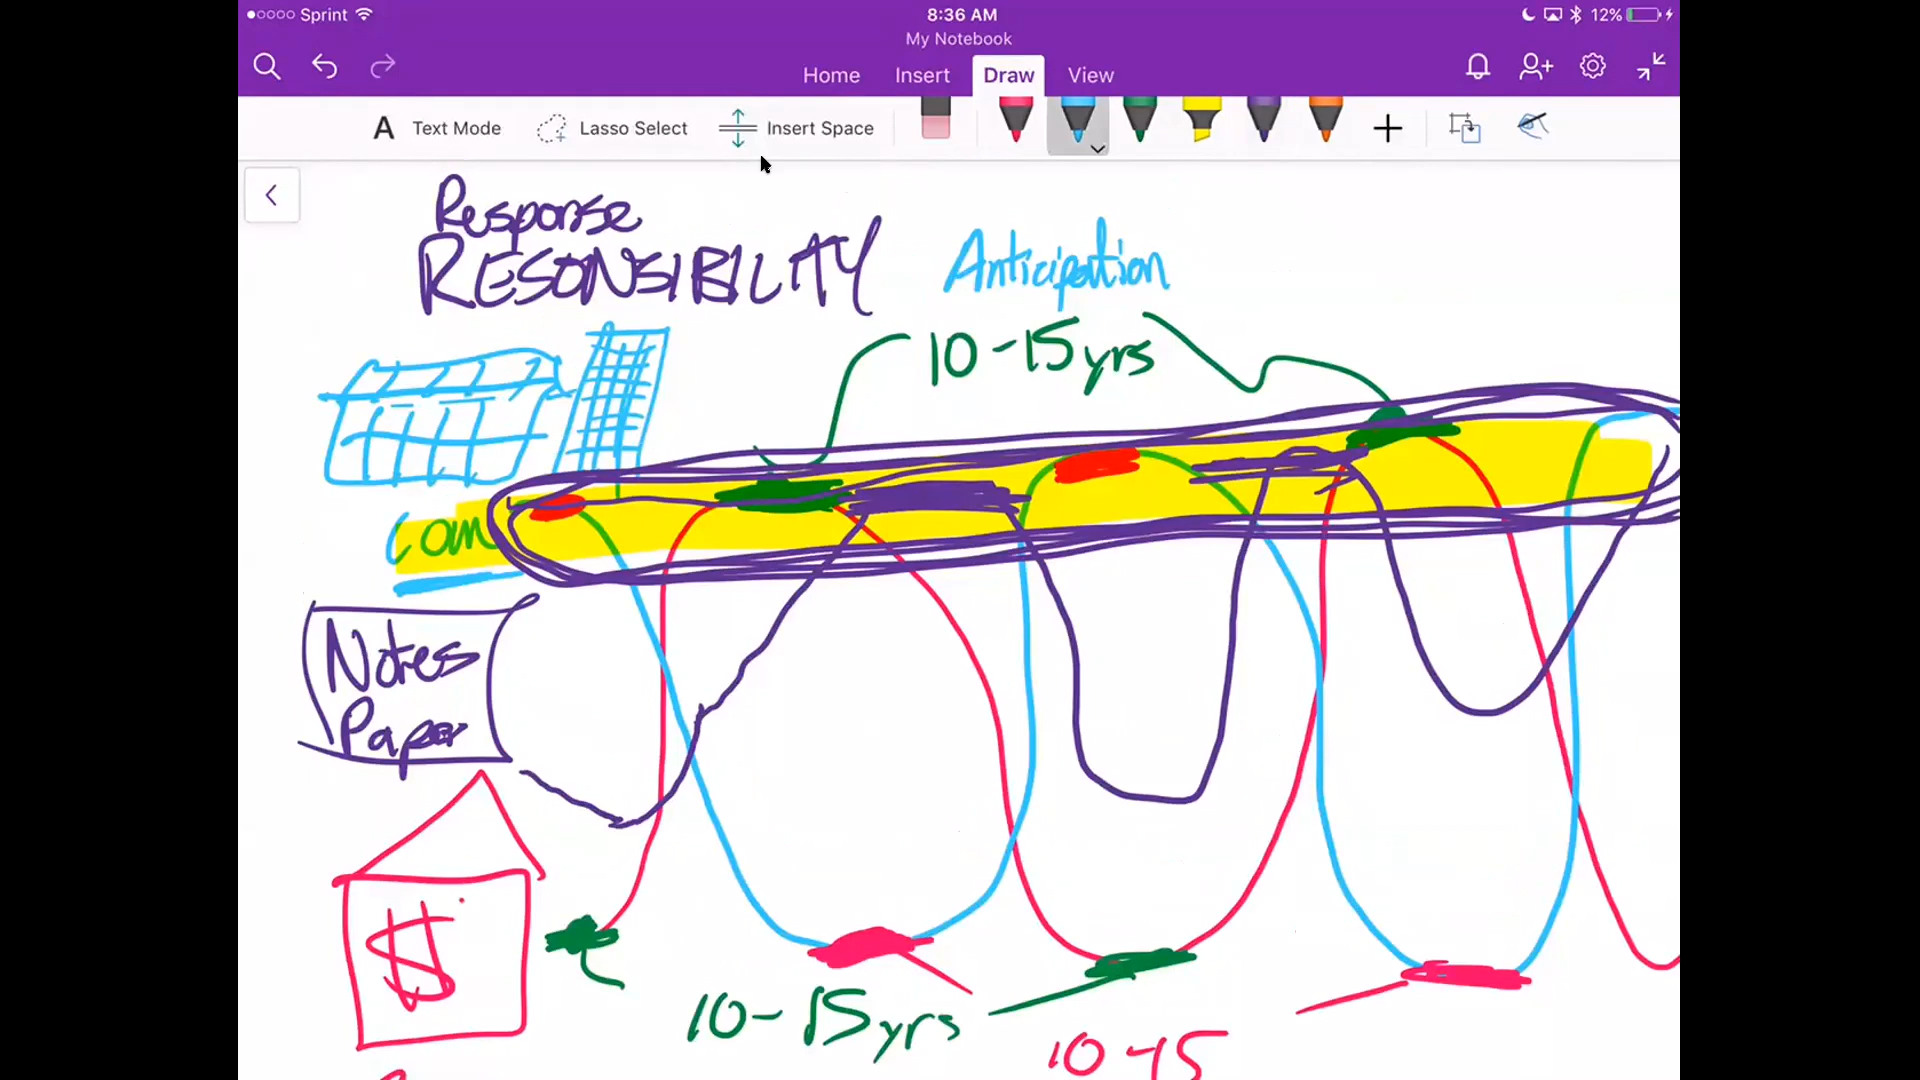 Sprint 8:36 AM 12%
My Notebook
Home Insert Draw View
A Text Mode Lasso Select Insert Space
Response
RESONSIBILITY Anticipation
10-15yrs
Com
Notes
Paper
$
10-15yrs
10-15